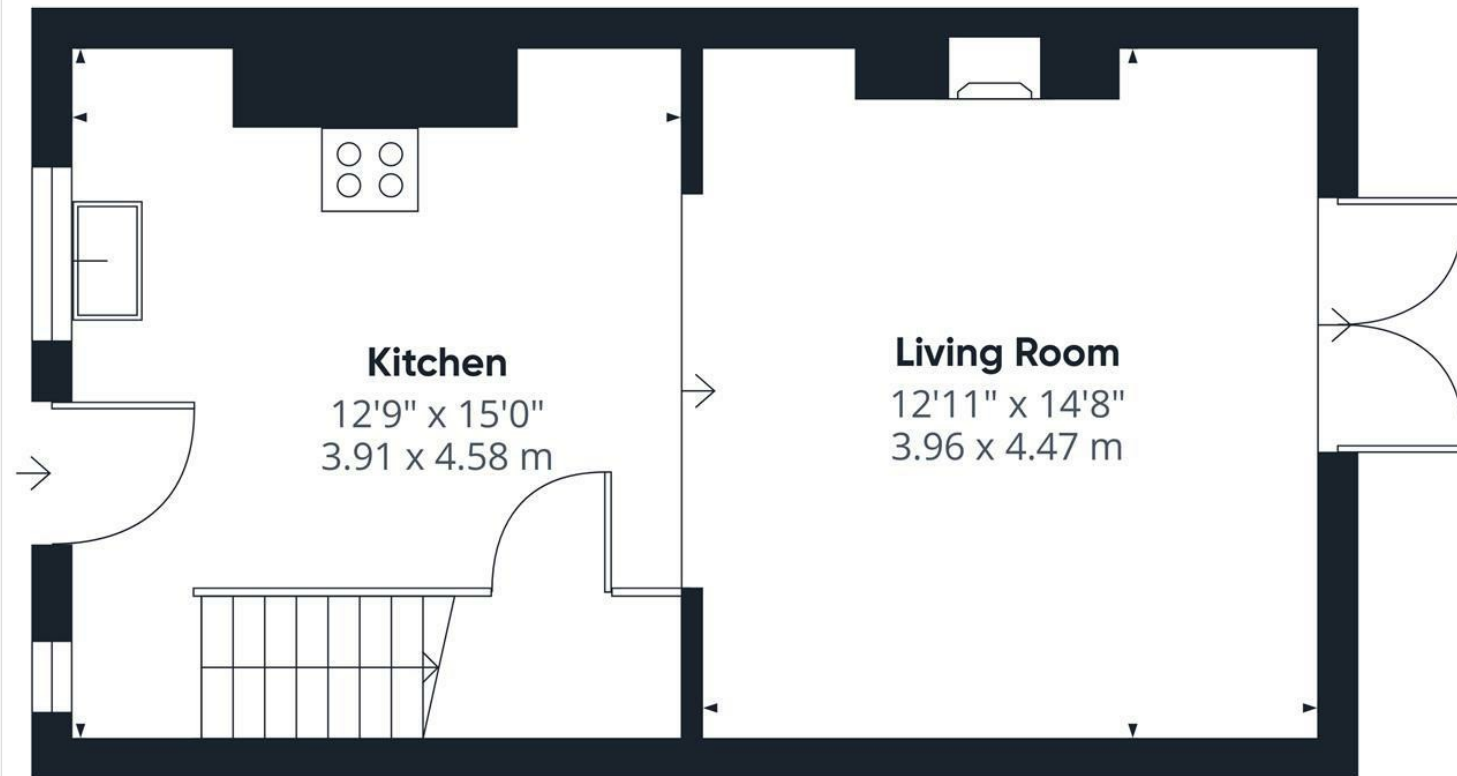 Kitchen
12'9" x 15'0"
3.91 x 4.58 m
Living Room
12'11" x 14'8"
3.96 x 4.47 m